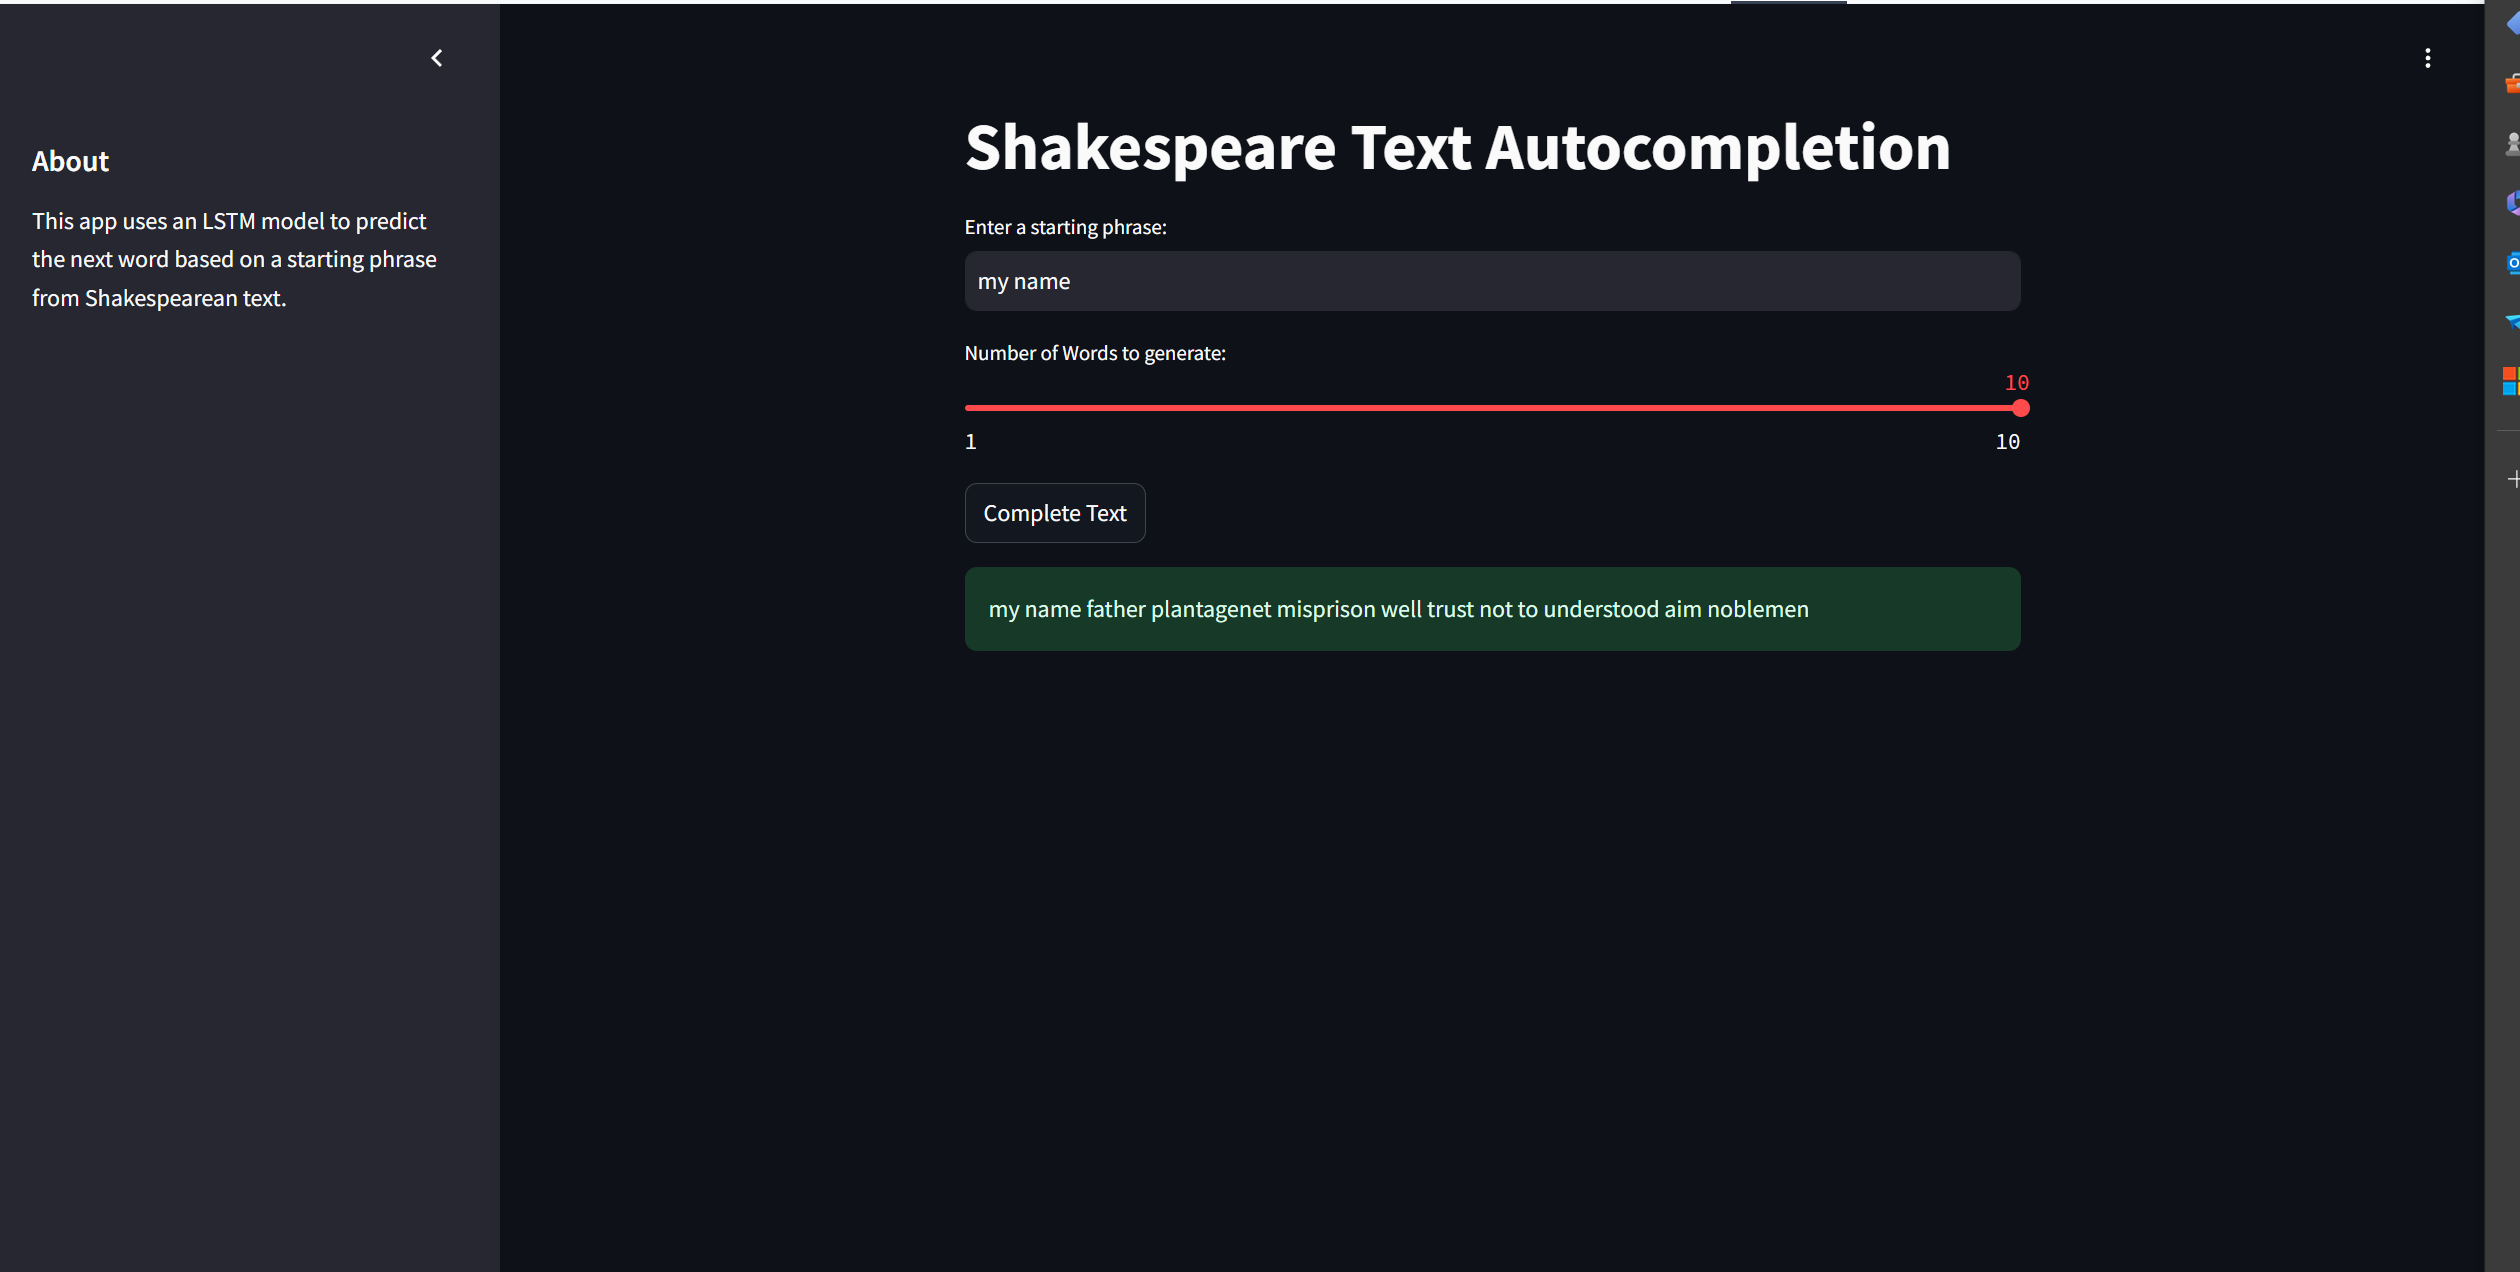 About
This app uses an LSTM model to predict
the next word based on a starting phrase
from Shakespearean text.
Shakespeare Text Autocompletion
Enter a starting phrase:
my name
Number of Words to generate:
10
1
10
Complete Text
my name father plantagenet misprison well trust not to understood aim noblemen